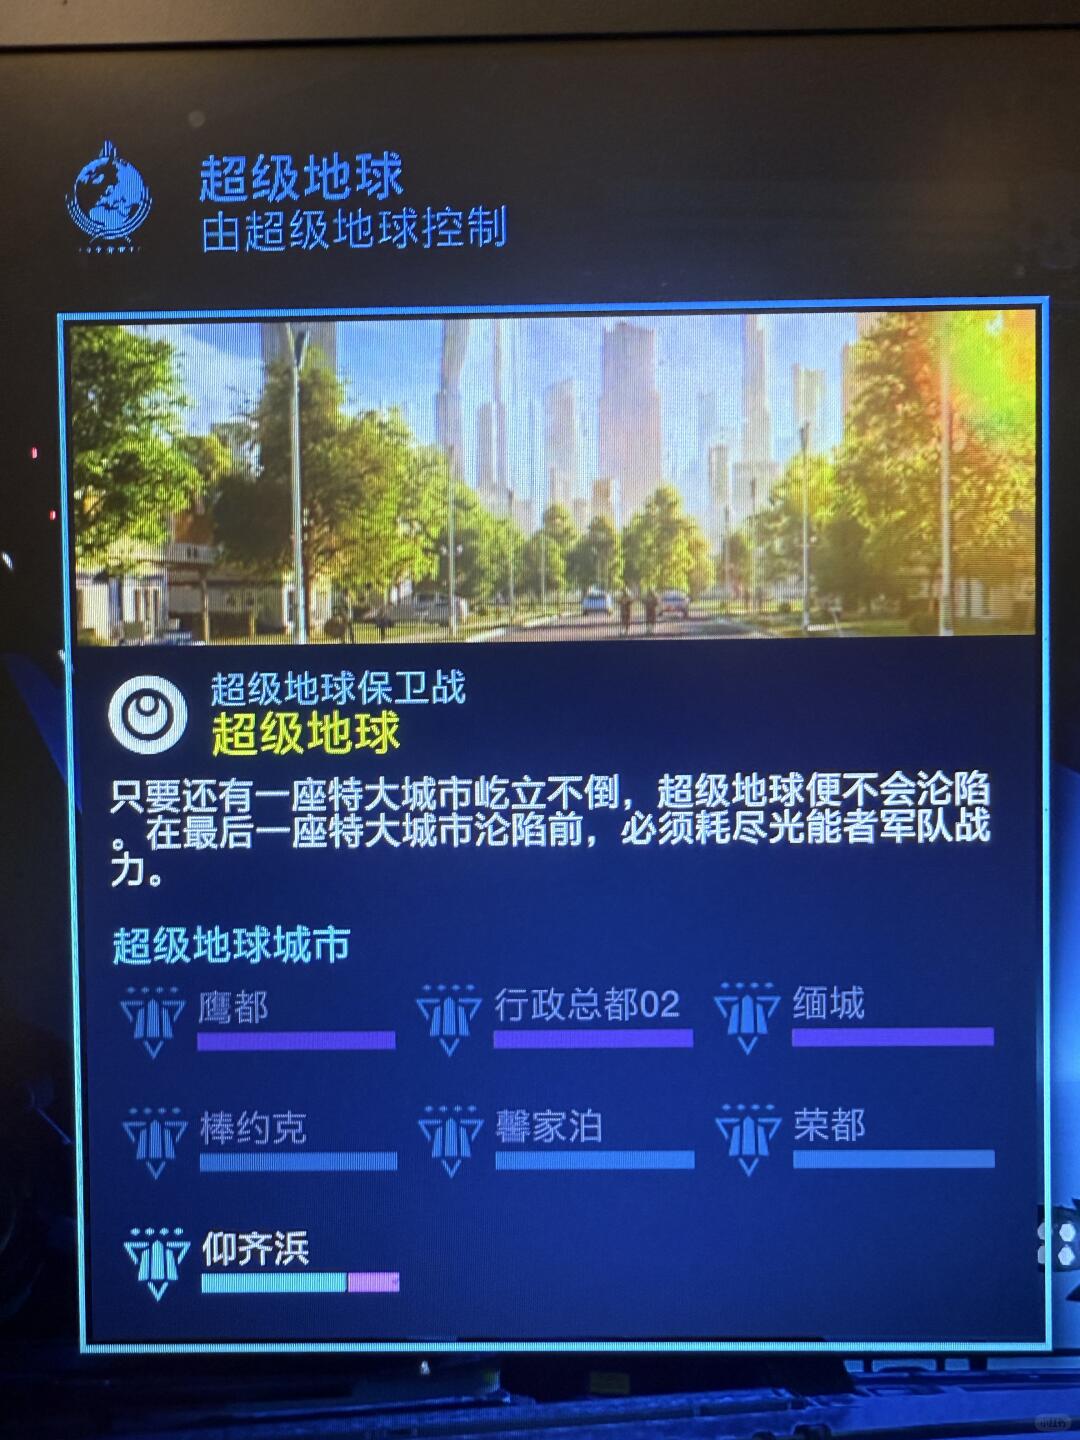 超级地球
由超级地球控制
超级地球保卫战
超级地球
只要还有一座特大城市屹立不倒，超级地球便不会沦陷
。在最后一座特大城市沦陷前，必须耗尽光能者军队战
力。
超级地球城市
鹰都
行政总都02
缅城
棒约克
馨家泊
荣都
仰齐浜
小红书